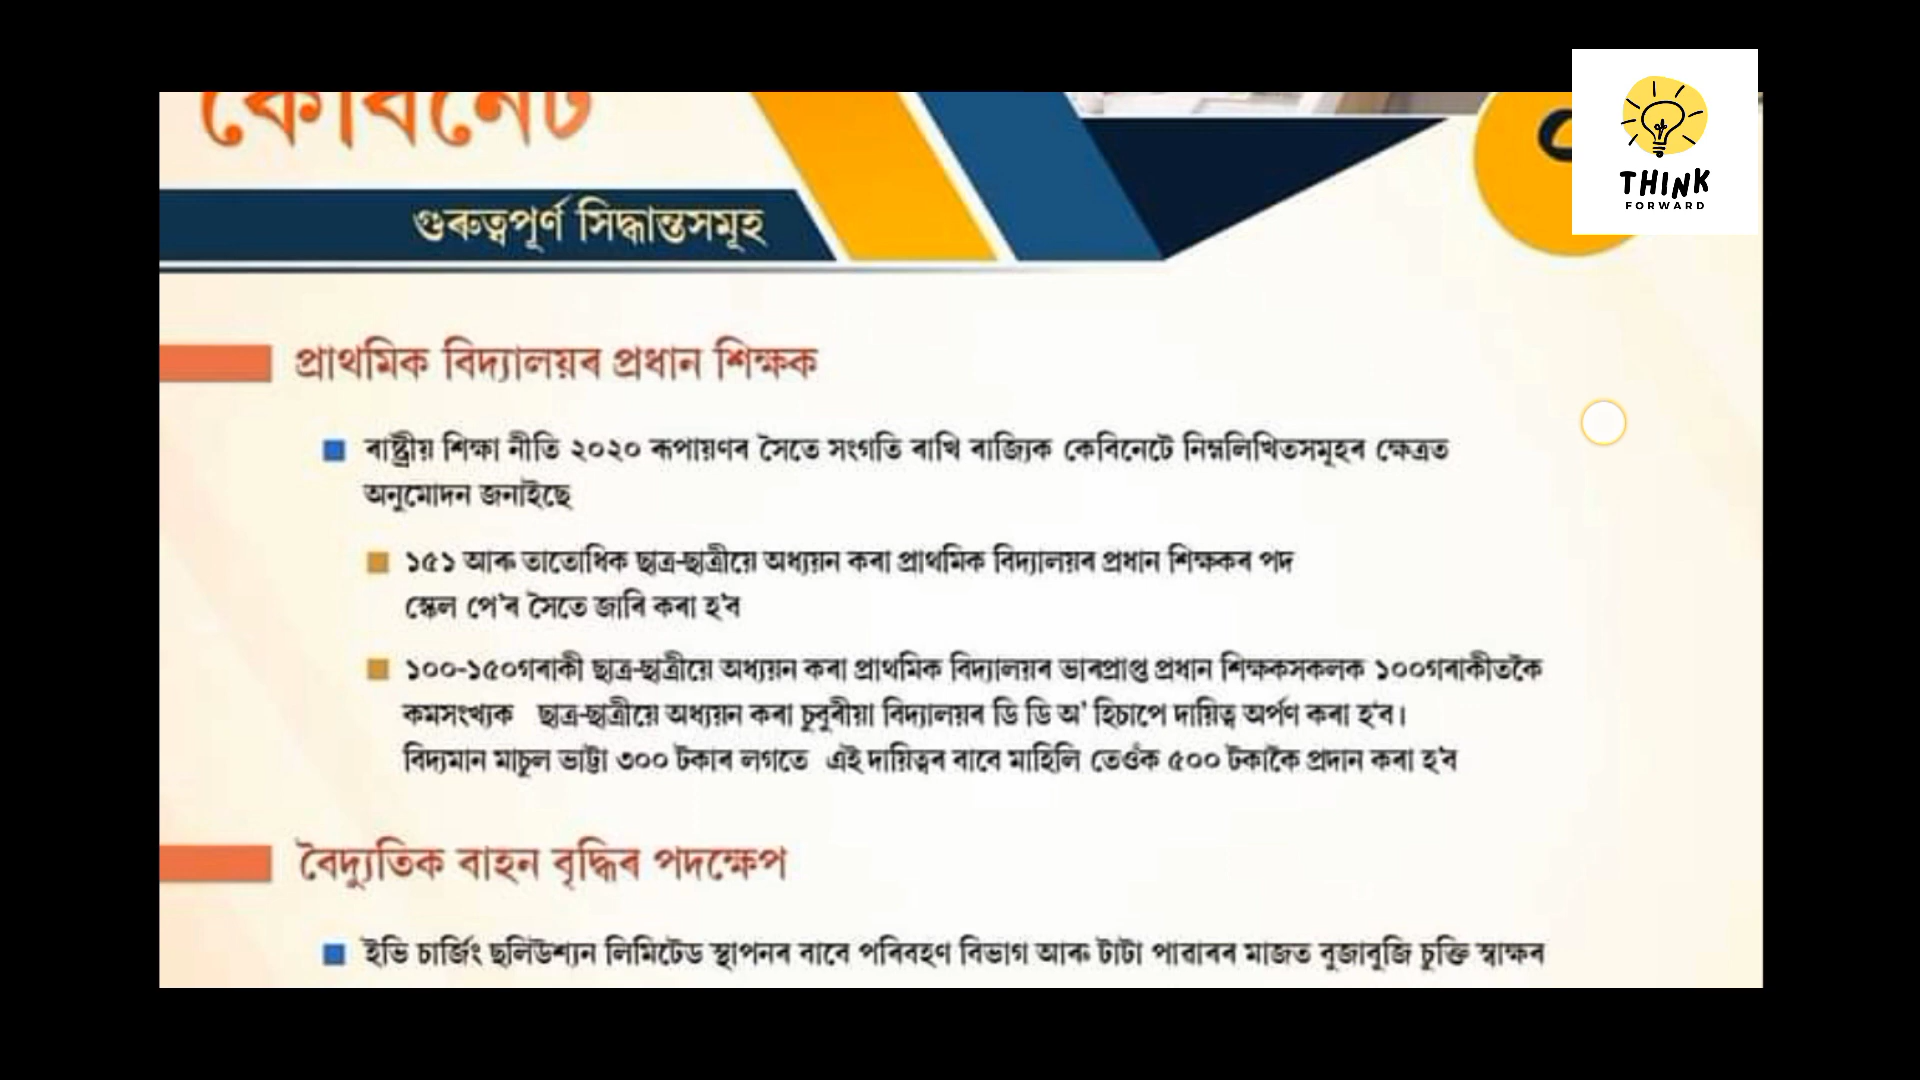 কেবিনেট
THINK
FORWARD
গুৰুত্বপূৰ্ণ সিদ্ধান্তসমূহ
প্ৰাথমিক বিদ্যালয়ৰ প্ৰধান শিক্ষক
ৰাষ্ট্ৰীয় শিক্ষা নীতি ২০২০ ৰূপায়ণৰ সৈতে সংগতি ৰাখি ৰাজ্যিক কেবিনেটে নিম্নলিখিতসমূহৰ ক্ষেত্ৰত
অনুমোদন জনাইছে
১৫১ আৰু তাতোধিক ছাত্ৰ-ছাত্ৰীয়ে অধ্যয়ন কৰা প্ৰাথমিক বিদ্যালয়ৰ প্ৰধান শিক্ষকৰ পদ
স্কেল পে'ৰ সৈতে জাৰি কৰা হ'ব
১০০-১৫০গৰাকী ছাত্ৰ-ছাত্ৰীয়ে অধ্যয়ন কৰা প্ৰাথমিক বিদ্যালয়ৰ ভাৰপ্ৰাপ্ত প্ৰধান শিক্ষকসকলক ১০০গৰাকীতকৈ
কমসংখ্যক ছাত্ৰ-ছাত্ৰীয়ে অধ্যয়ন কৰা চুবুৰীয়া বিদ্যালয়ৰ ডি ডি অ' হিচাপে দায়িত্ব অৰ্পণ কৰা হ'ব।
বিদ্যমান মাচুল ভাট্টা ৩০০ টকাৰ লগতে এই দায়িত্বৰ বাবে মাহিলি তেওঁক ৫০০ টকাকৈ প্ৰদান কৰা হ'ব
বৈদ্যুতিক বাহন বৃদ্ধিৰ পদক্ষেপ
ইভি চাৰ্জিং ছলিউশ্যন লিমিটেড স্থাপনৰ বাবে পৰিবহণ বিভাগ আৰু টাটা পাৱাৰৰ মাজত বুজাবুজি চুক্তি স্বাক্ষৰ